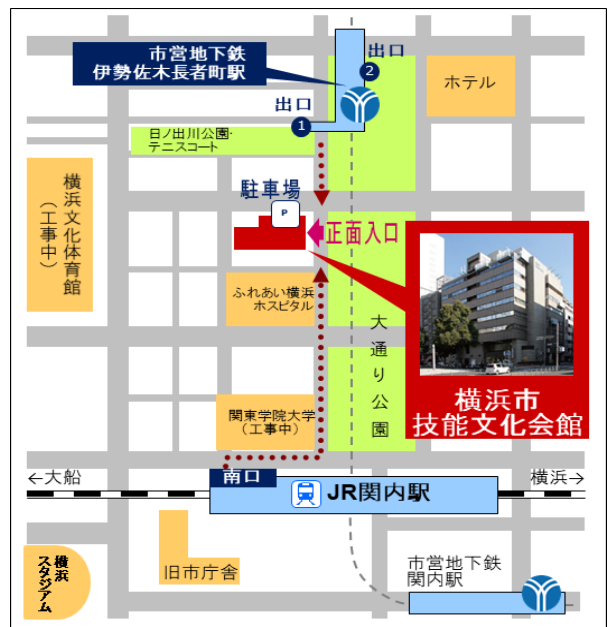 市営地下鉄
伊勢佐木長者町駅
出口
2
ホテル
出口
1
日ノ出川公園・
テニスコート
横浜文化体育館
（工事中）
駐車場
P
正面入口
ふれあい横浜
ホスピタル
大通り公園
横浜市
技能文化会館
関東学院大学
（工事中）
←大船
南口
JR関内駅
横浜→
旧市庁舎
横浜
スタジアム
市営地下鉄
関内駅